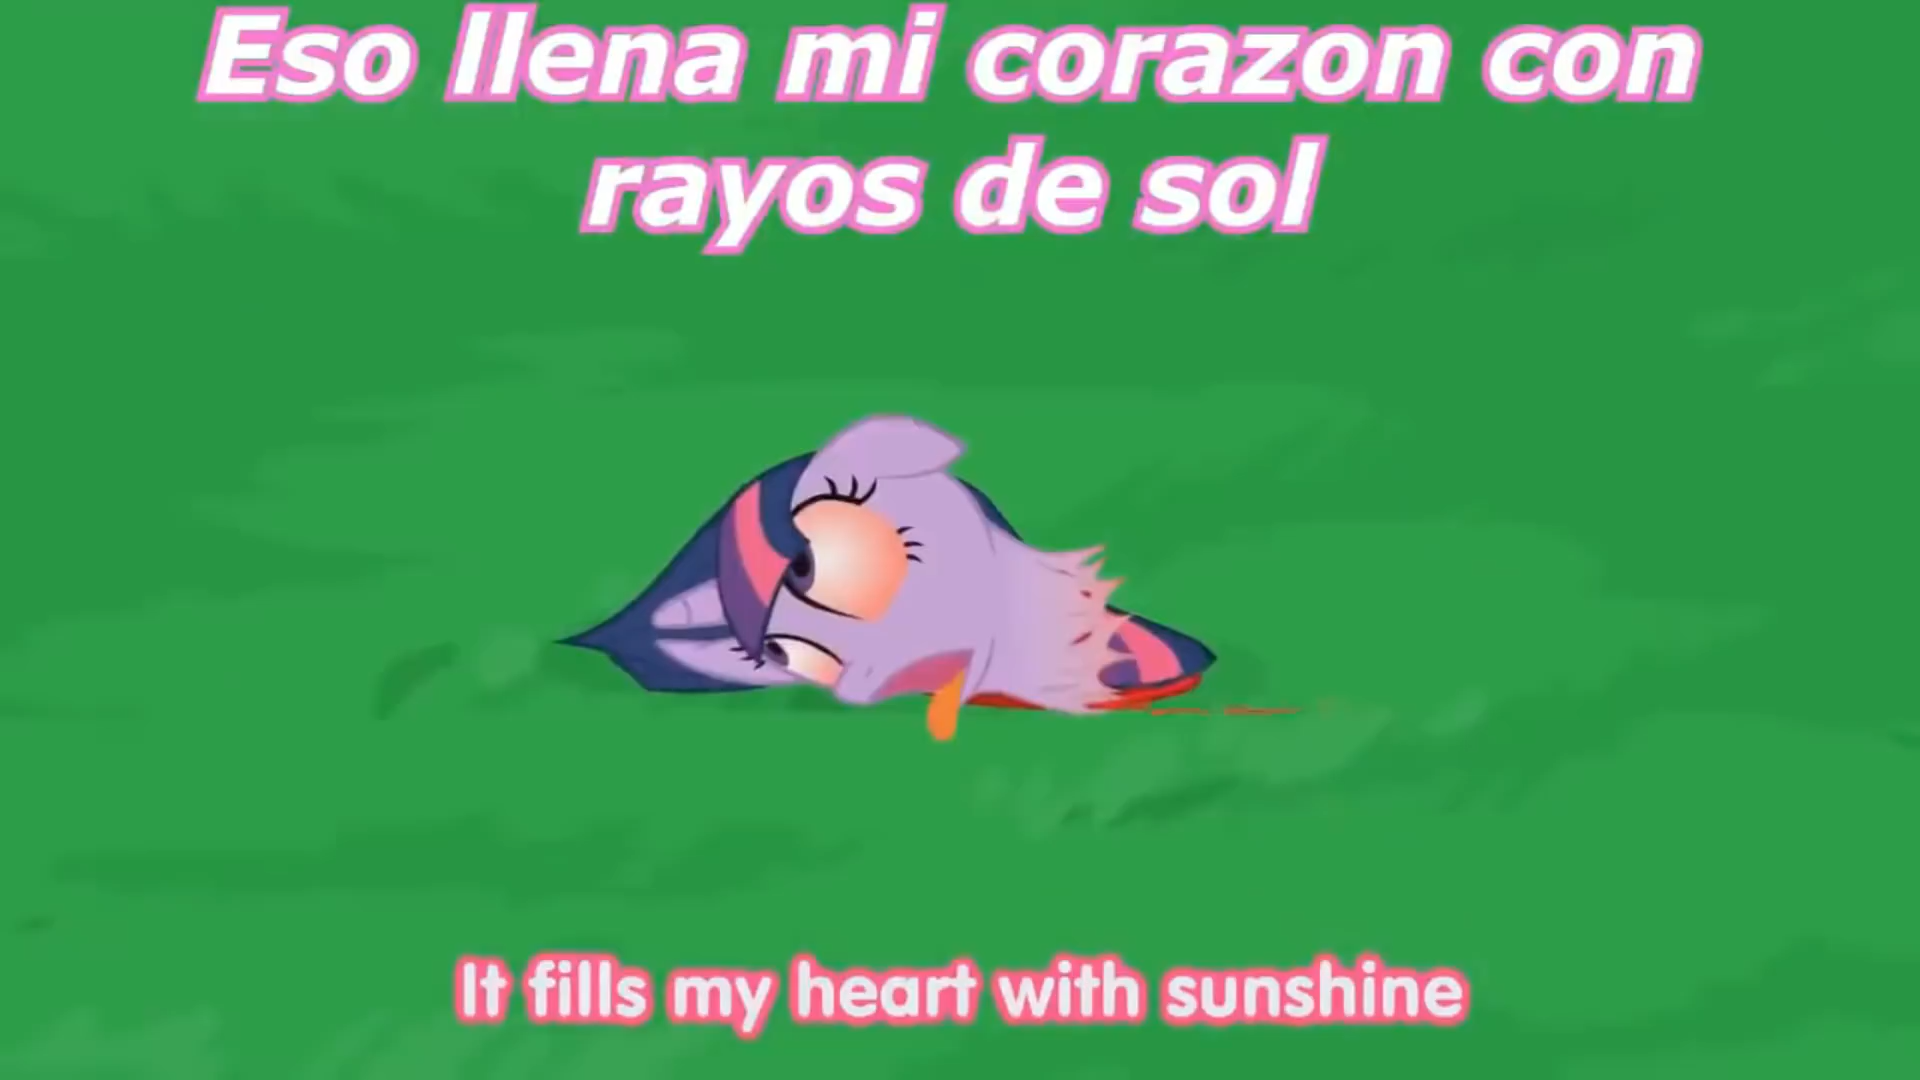 Eso llena mi corazon con
rayos de sol
It fills my heart with sunshine